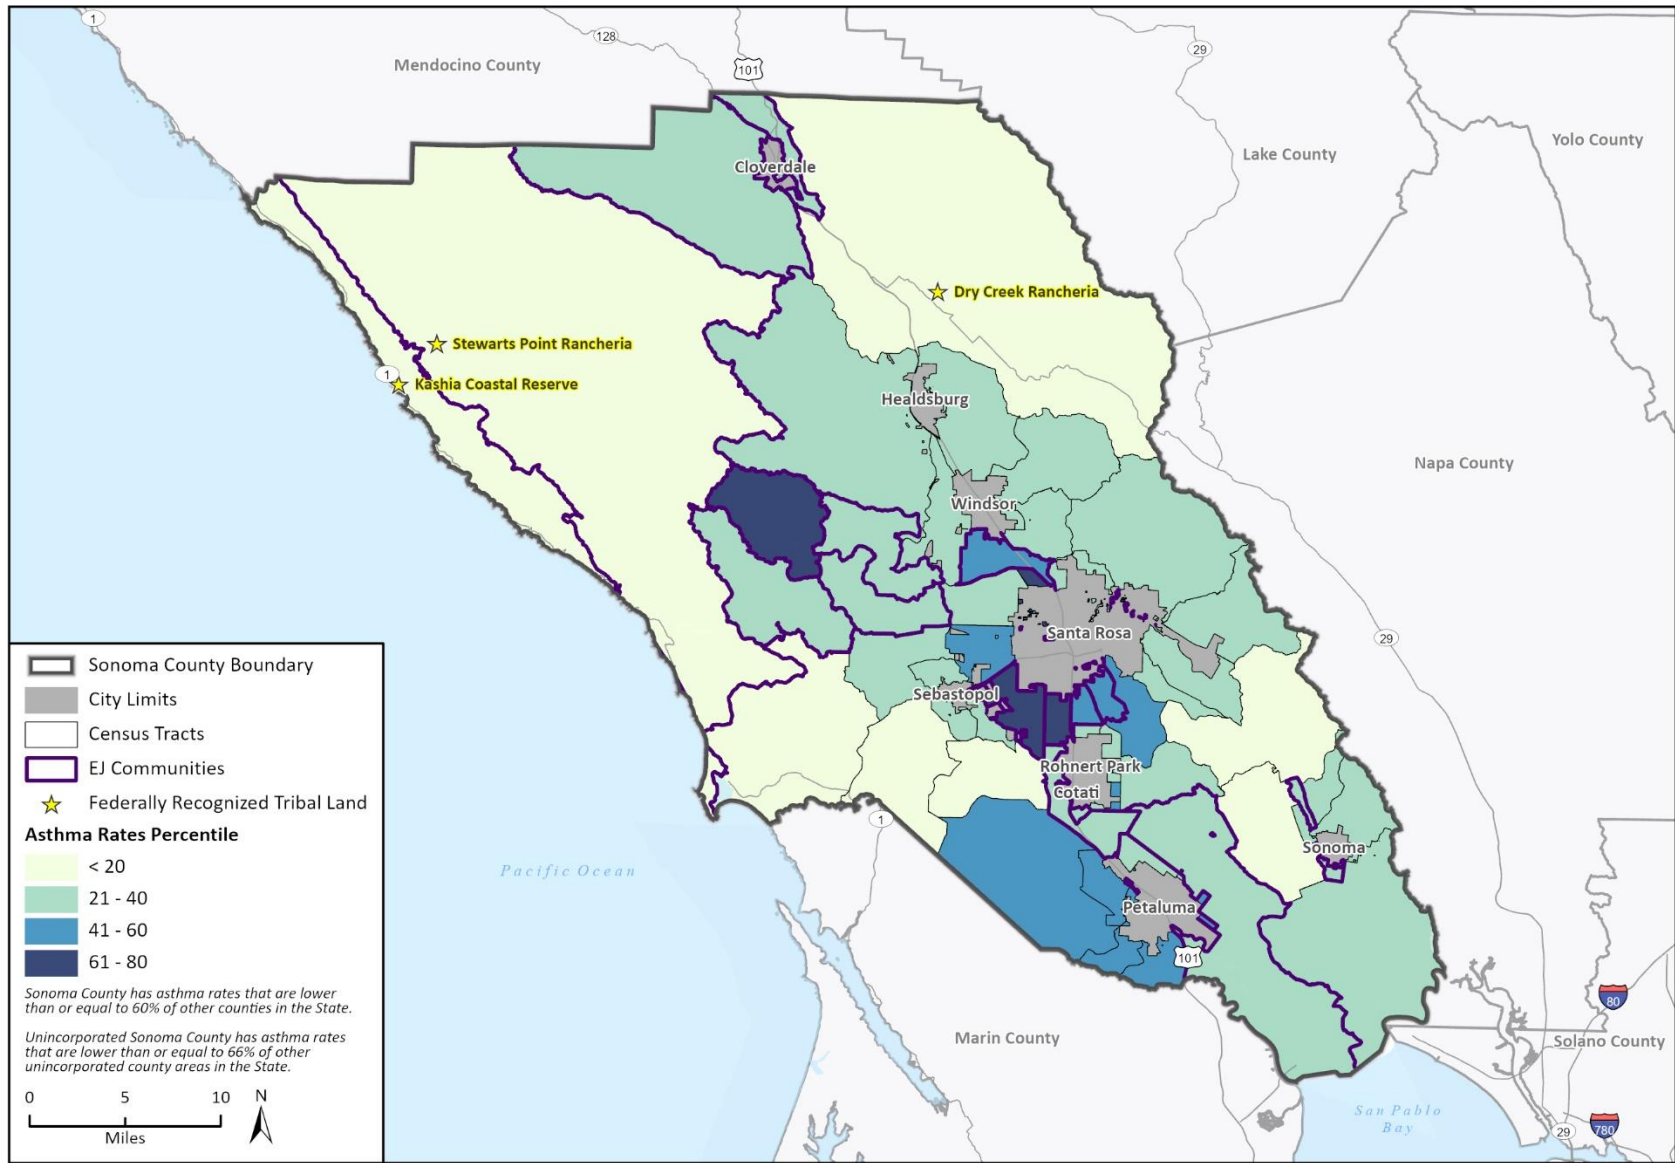 1
128
29
Mendocino County
101
Yolo County
Lake County
Cloverdale
Dry Creek Rancheria
Stewarts Point Rancheria
1
Kashia Coastal Reserve
Healdsburg
Napa County
Windsor
Santa Rosa
29
Sebastopol
Rohnert Park
Cotati
1
Sonoma
Pacific Ocean
Petaluma
101
80
Marin County
Solano County
San Pablo
Bay
29
780
Sonoma County Boundary
City Limits
Census Tracts
EJ Communities
Federally Recognized Tribal Land
Asthma Rates Percentile
< 20
21 - 40
41 - 60
61 - 80
Sonoma County has asthma rates that are lower
than or equal to 60% of other counties in the State.
Unincorporated Sonoma County has asthma rates
that are lower than or equal to 66% of other
unincorporated county areas in the State.
0 5 10 N
Miles